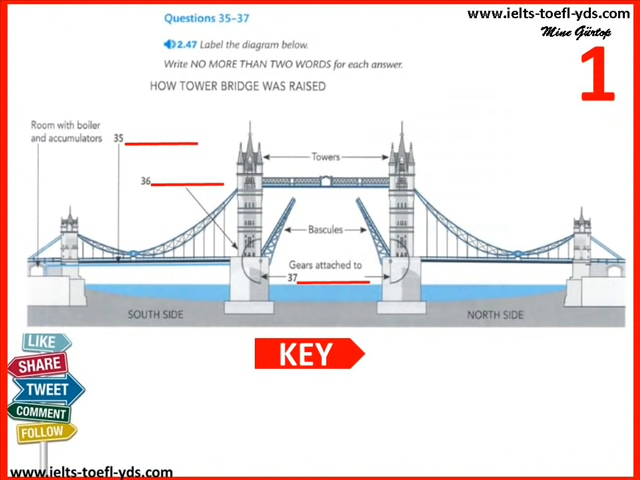 www.ielts-toefl-yds.com
Mine Gürtop
1
Questions 35–37
2.47 Label the diagram below.
Write NO MORE THAN TWO WORDS for each answer.
HOW TOWER BRIDGE WAS RAISED
Room with boiler
and accumulators
35
36
Towers
Bascules
Gears attached to
37
SOUTH SIDE
NORTH SIDE
KEY
LIKE
SHARE
TWEET
COMMENT
FOLLOW
www.ielts-toefl-yds.com